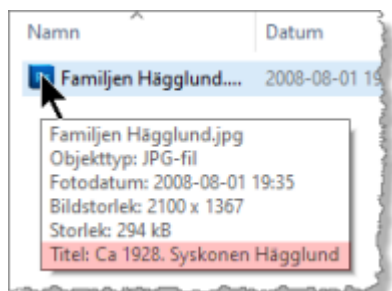 Namn Datum
Familjen Hägglund.... 2008-08-01 19
Familjen Hägglund.jpg
Objekttyp: JPG-fil
Fotodatum: 2008-08-01 19:35
Bildstorlek: 2100 x 1367
Storlek: 294 kB
Titel: Ca 1928. Syskonen Hägglund